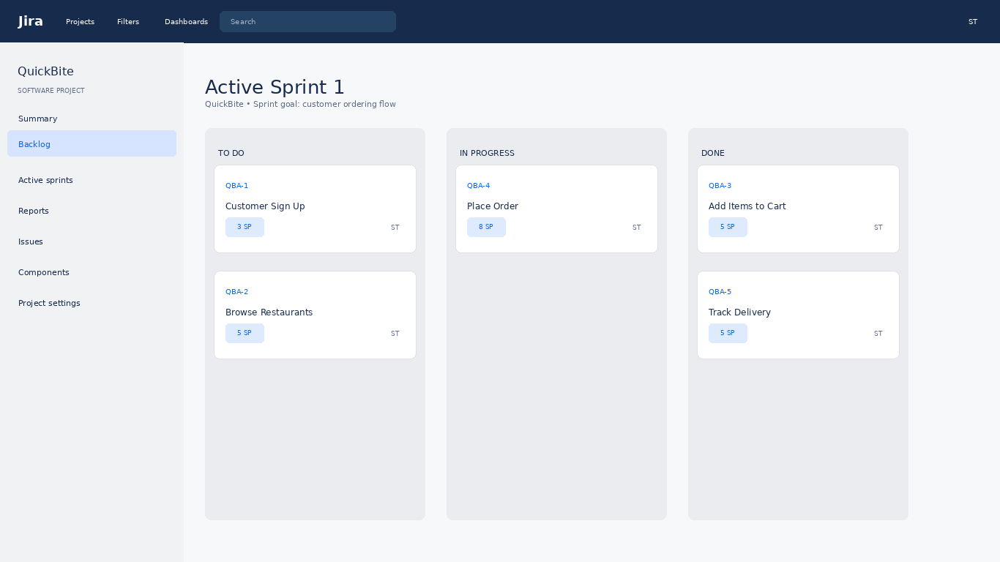 Jira Projects Filters Dashboards Search ST
QuickBite
SOFTWARE PROJECT
Summary
Backlog
Active sprints
Reports
Issues
Components
Project settings
Active Sprint 1
QuickBite • Sprint goal: customer ordering flow
TO DO
QBA-1
Customer Sign Up
3 SP ST
QBA-2
Browse Restaurants
5 SP ST
IN PROGRESS
QBA-4
Place Order
8 SP ST
DONE
QBA-3
Add Items to Cart
5 SP ST
QBA-5
Track Delivery
5 SP ST